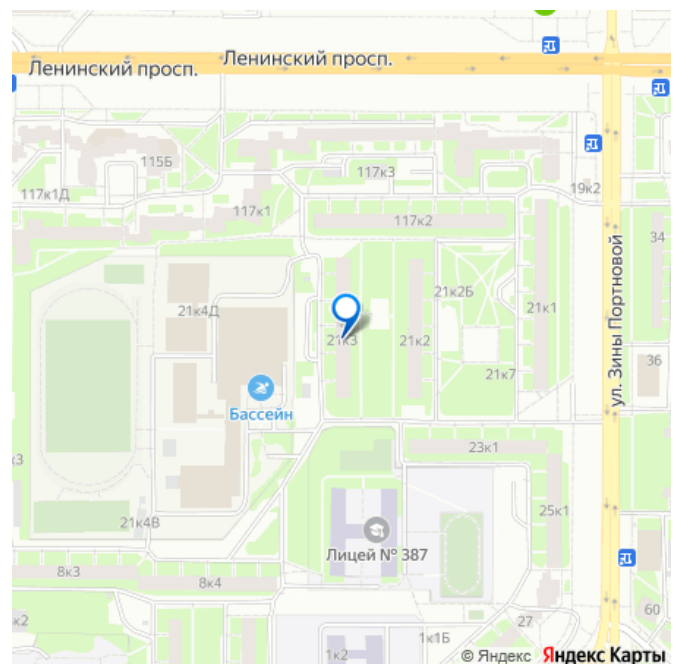 Ленинский просп.
Ленинский просп.
115Б
117к3
117к1Д
19к2
117к1
117к2
34
ул. Зины Портновой
21к2Б
21к4Д
21к1
21к3
21к2
36
21к7
Бассейн
23к1
к3
25к1
21к4В
Лицей № 387
8к3
8к4
60
к2
27
1к1Б
1к2
© Яндекс Яндекс Карты